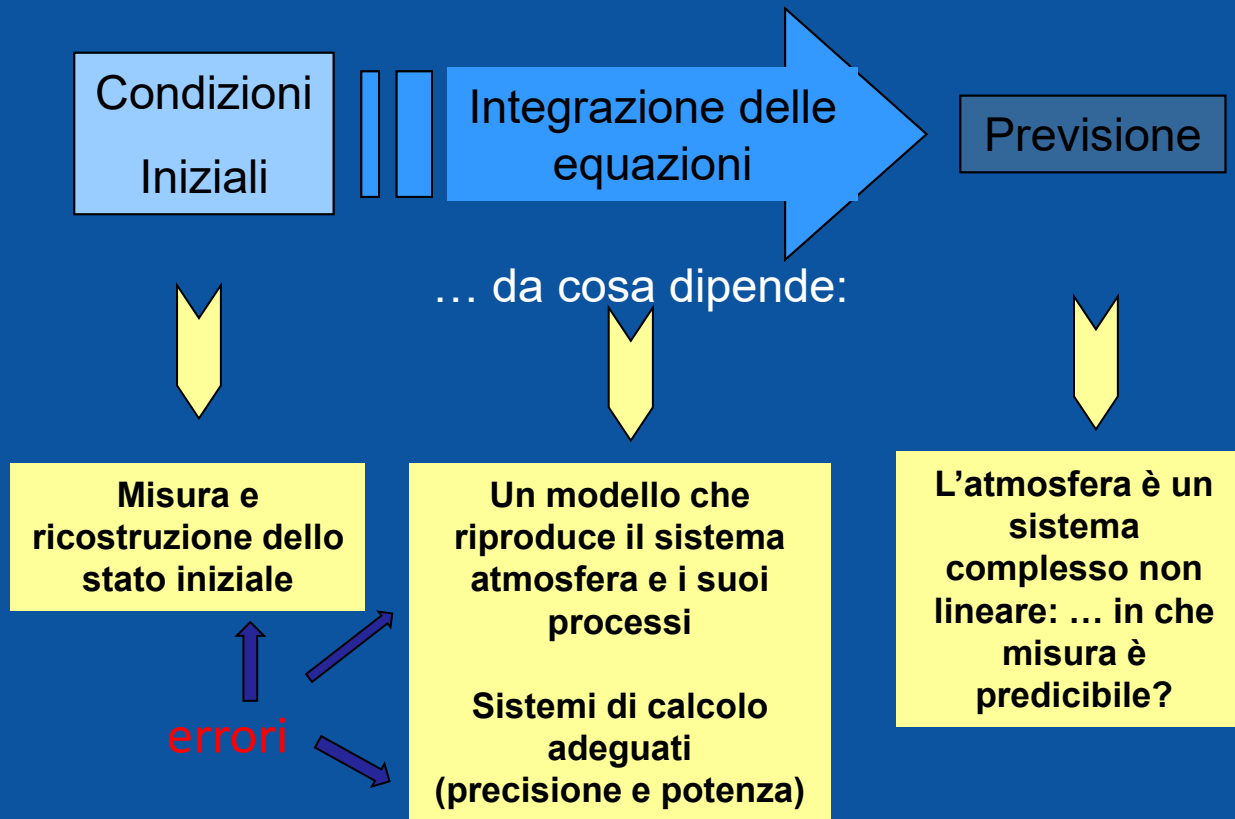 Condizioni
Iniziali
Integrazione delle
equazioni
Previsione
… da cosa dipende:
Misura e
ricostruzione dello
stato iniziale
Un modello che
riproduce il sistema
atmosfera e i suoi
processi
Sistemi di calcolo
adeguati
(precisione e potenza)
L’atmosfera è un
sistema
complesso non
lineare: … in che
misura è
predicibile?
errori